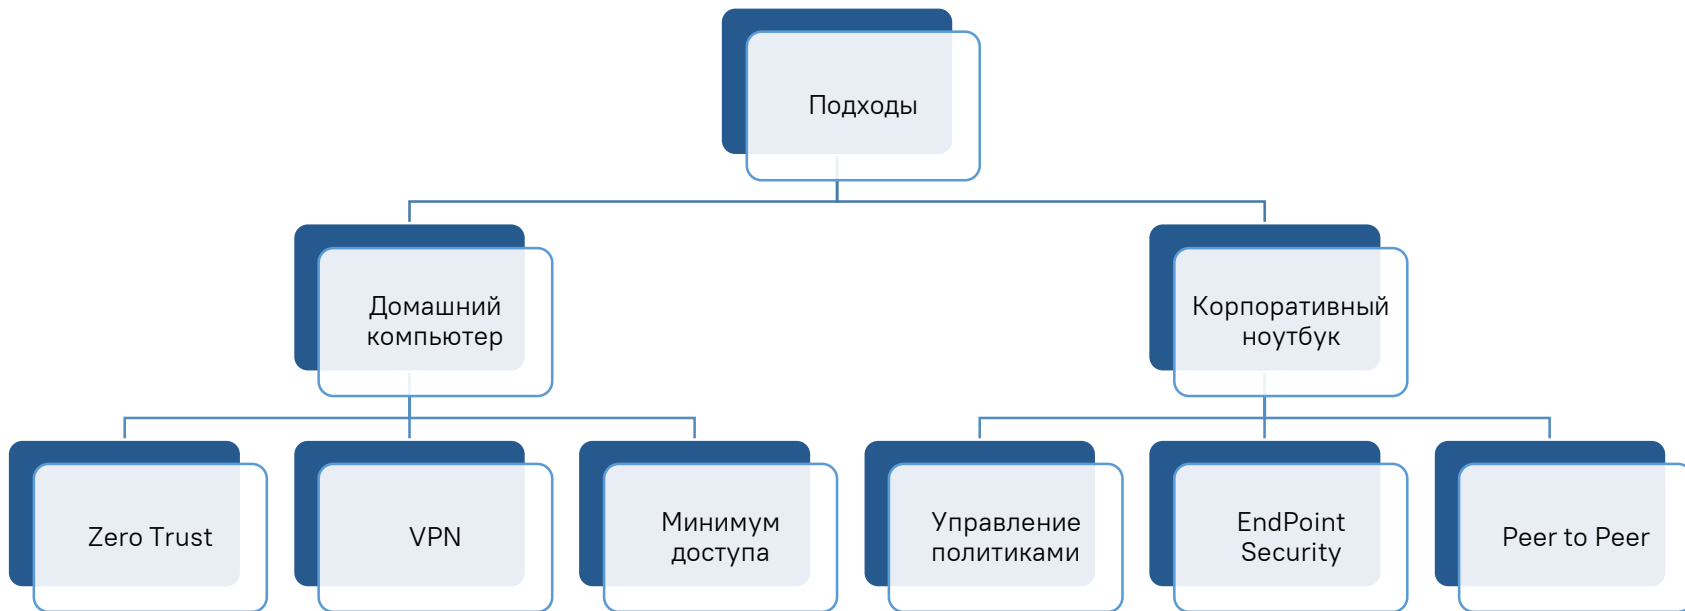 Подходы
Домашний
компьютер
Корпоративный
ноутбук
Zero Trust
VPN
Минимум
доступа
Управление
политиками
EndPoint
Security
Peer to Peer